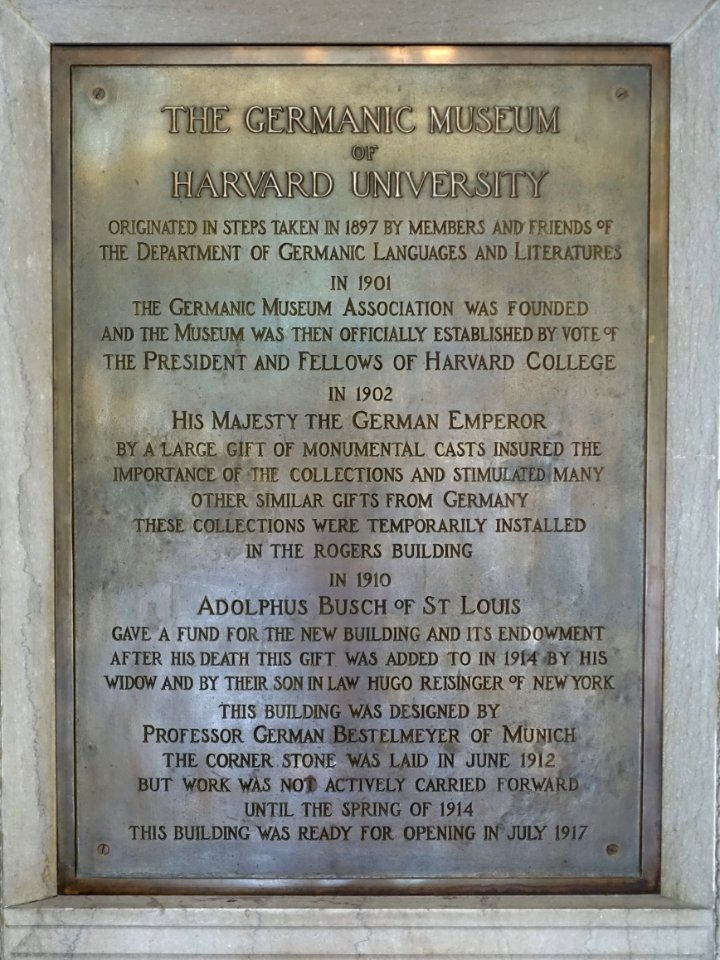 THE GERMANIC MUSEUM
OF
HARVARD UNIVERSITY
ORIGINATED IN STEPS TAKEN IN 1897 BY MEMBERS AND FRIENDS OF
THE DEPARTMENT OF GERMANIC LANGUAGES AND LITERATURES
IN 1901
THE GERMANIC MUSEUM ASSOCIATION WAS FOUNDED
AND THE MUSEUM WAS THEN OFFICIALLY ESTABLISHED BY VOTE OF
THE PRESIDENT AND FELLOWS OF HARVARD COLLEGE
IN 1902
HIS MAJESTY THE GERMAN EMPEROR
BY A LARGE GIFT OF MONUMENTAL CASTS INSURED THE
IMPORTANCE OF THE COLLECTIONS AND STIMULATED MANY
OTHER SIMILAR GIFTS FROM GERMANY
THESE COLLECTIONS WERE TEMPORARILY INSTALLED
IN THE ROGERS BUILDING
IN 1910
ADOLPHUS BUSCH OF ST LOUIS
GAVE A FUND FOR THE NEW BUILDING AND ITS ENDOWMENT
AFTER HIS DEATH THIS GIFT WAS ADDED TO IN 1914 BY HIS
WIDOW AND BY THEIR SON IN LAW HUGO REISINGER OF NEW YORK
THIS BUILDING WAS DESIGNED BY
PROFESSOR GERMAN BESTELMEYER OF MUNICH
THE CORNER STONE WAS LAID IN JUNE 1912
BUT WORK WAS NOT ACTIVELY CARRIED FORWARD
UNTIL THE SPRING OF 1914
THIS BUILDING WAS READY FOR OPENING IN JULY 1917